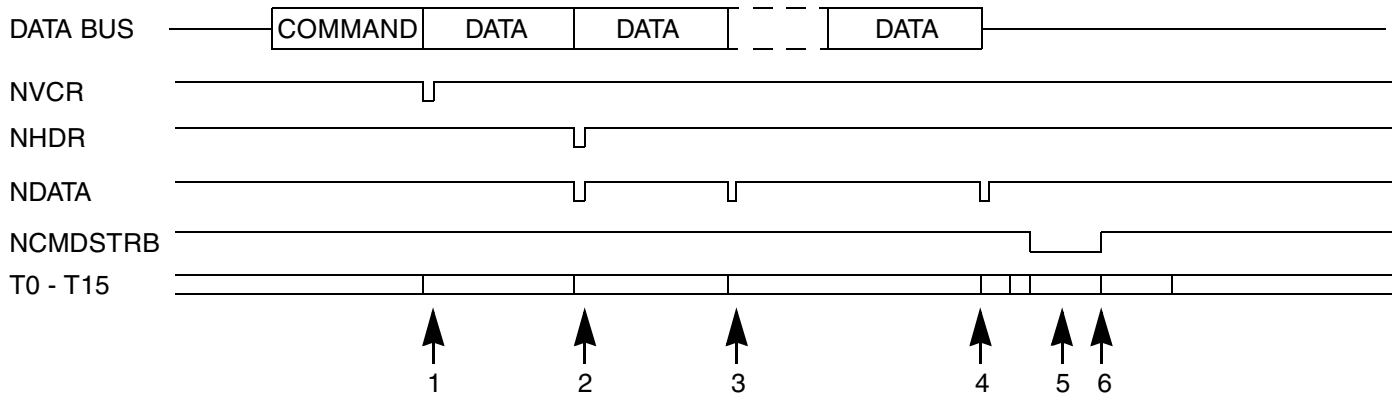 DATA BUS COMMAND DATA DATA DATA
NVCR
NHDR
NDATA
NCMDSTRB
T0 - T15
1 2 3 4 5 6